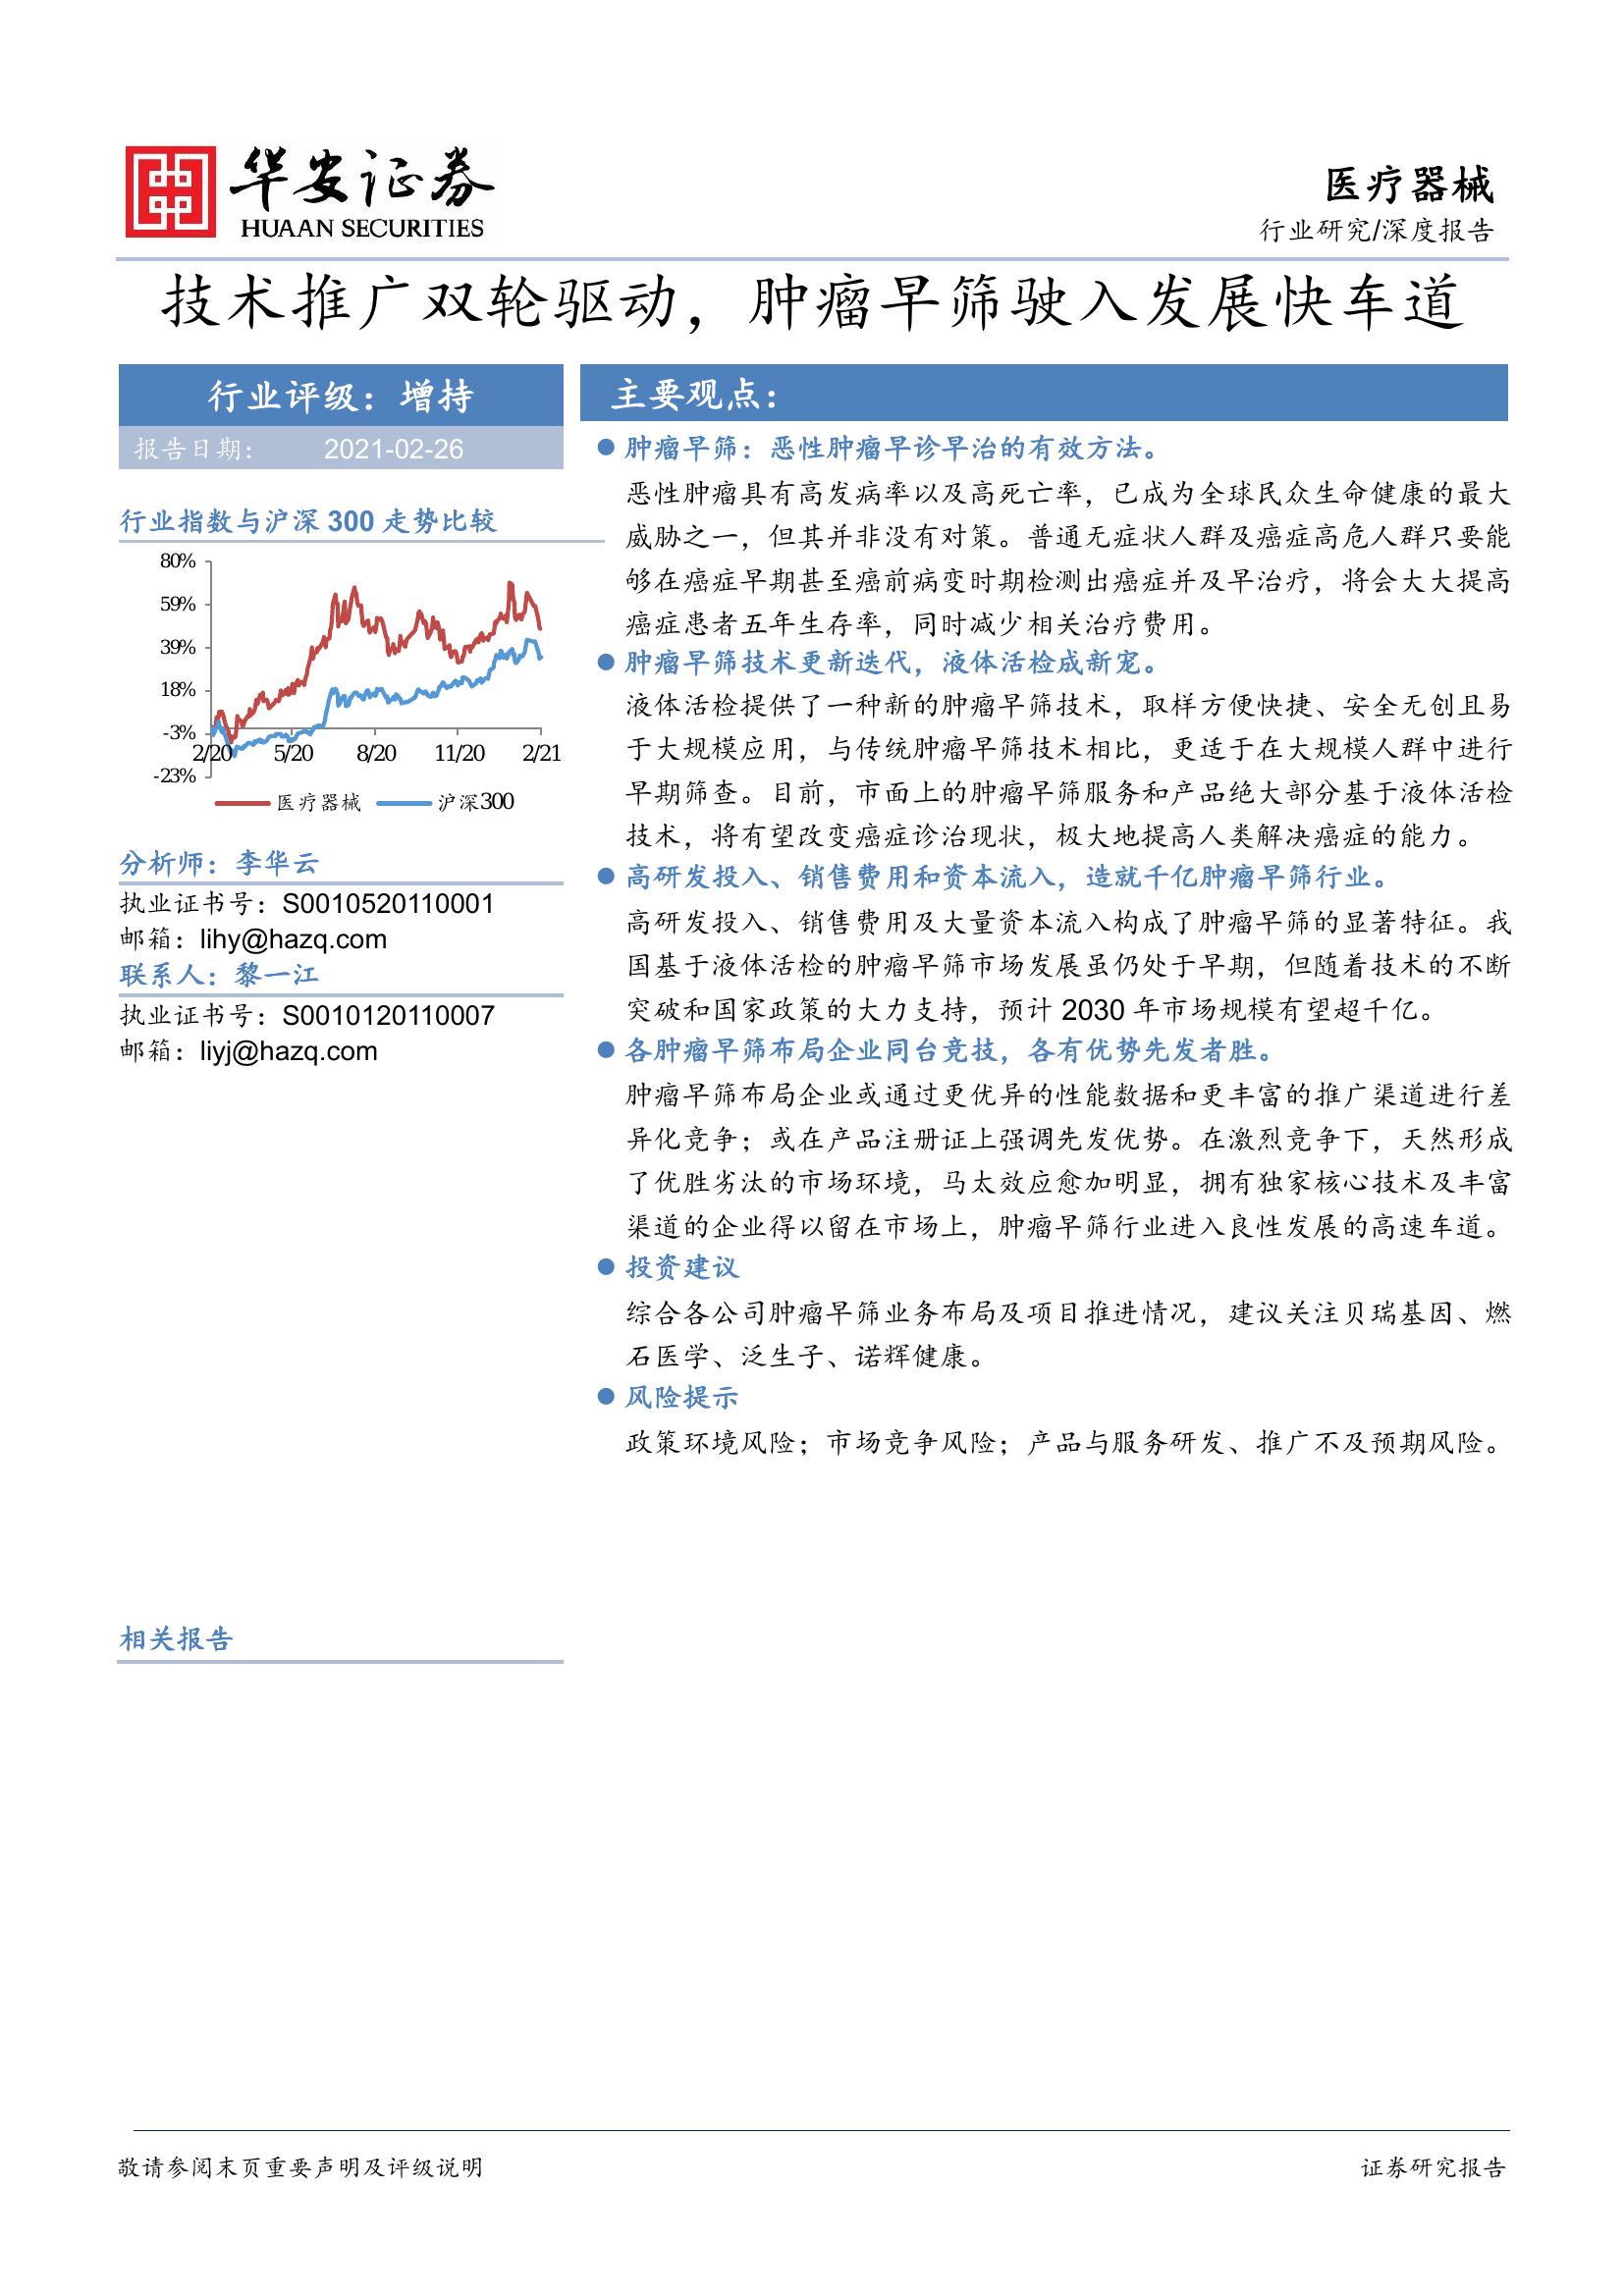 华安证券
HUAAN SECURITIES
医疗器械
行业研究/深度报告
技术推广双轮驱动，肿瘤早筛驶入发展快车道
行业评级：增持
报告日期： 2021-02-26
行业指数与沪深 300 走势比较
80%
59%
39%
18%
-3%
-23%
2/20 5/20 8/20 11/20 2/21
医疗器械 沪深300
分析师：李华云
执业证书号：S0010520110001
邮箱：lihy@hazq.com
联系人：黎一江
执业证书号：S0010120110007
邮箱：liyj@hazq.com
相关报告
主要观点：
肿瘤早筛：恶性肿瘤早诊早治的有效方法。
恶性肿瘤具有高发病率以及高死亡率，已成为全球民众生命健康的最大
威胁之一，但其并非没有对策。普通无症状人群及癌症高危人群只要能
够在癌症早期甚至癌前病变时期检测出癌症并及早治疗，将会大大提高
癌症患者五年生存率，同时减少相关治疗费用。
肿瘤早筛技术更新迭代，液体活检成新宠。
液体活检提供了一种新的肿瘤早筛技术，取样方便快捷、安全无创且易
于大规模应用，与传统肿瘤早筛技术相比，更适于在大规模人群中进行
早期筛查。目前，市面上的肿瘤早筛服务和产品绝大部分基于液体活检
技术，将有望改变癌症诊治现状，极大地提高人类解决癌症的能力。
高研发投入、销售费用和资本流入，造就千亿肿瘤早筛行业。
高研发投入、销售费用及大量资本流入构成了肿瘤早筛的显著特征。我
国基于液体活检的肿瘤早筛市场发展虽仍处于早期，但随着技术的不断
突破和国家政策的大力支持，预计 2030 年市场规模有望超千亿。
各肿瘤早筛布局企业同台竞技，各有优势先发者胜。
肿瘤早筛布局企业或通过更优异的性能数据和更丰富的推广渠道进行差
异化竞争；或在产品注册证上强调先发优势。在激烈竞争下，天然形成
了优胜劣汰的市场环境，马太效应愈加明显，拥有独家核心技术及丰富
渠道的企业得以留在市场上，肿瘤早筛行业进入良性发展的高速车道。
投资建议
综合各公司肿瘤早筛业务布局及项目推进情况，建议关注贝瑞基因、燃
石医学、泛生子、诺辉健康。
风险提示
政策环境风险；市场竞争风险；产品与服务研发、推广不及预期风险。
敬请参阅末页重要声明及评级说明
证券研究报告